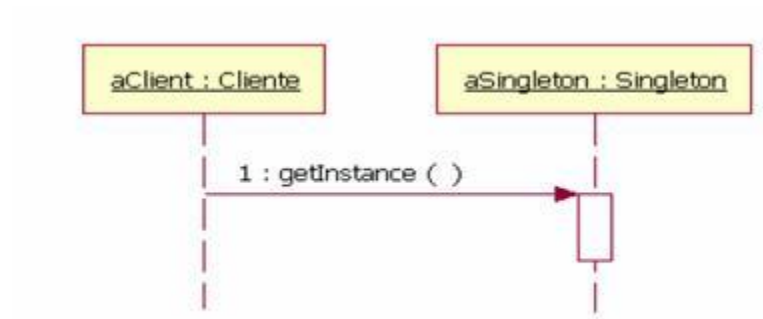 aClient : Cliente
aSingleton : Singleton
1 : getInstance ( )